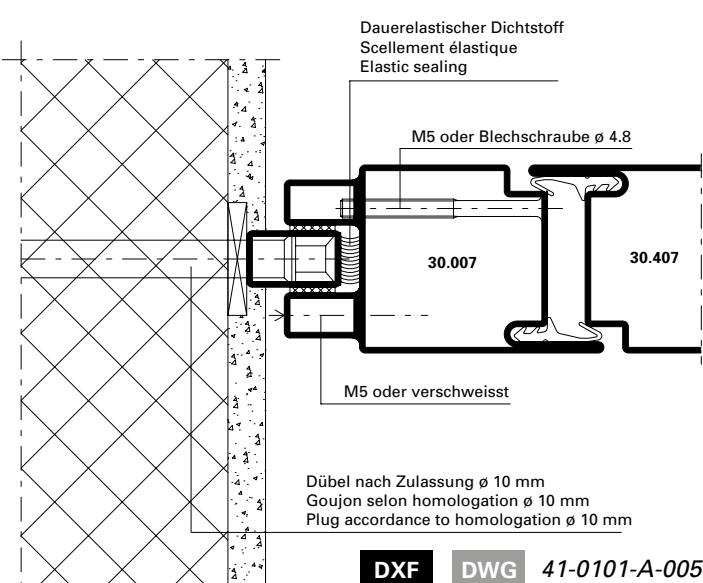 Dauerelastischer Dichtstoff
Scellement élastique
Elastic sealing
M5 oder Blechschraube ø 4.8
30.007
30.407
M5 oder verschweisst
Dübel nach Zulassung ø 10 mm
Goujon selon homologation ø 10 mm
Plug accordance to homologation ø 10 mm
DXF DWG 41-0101-A-005